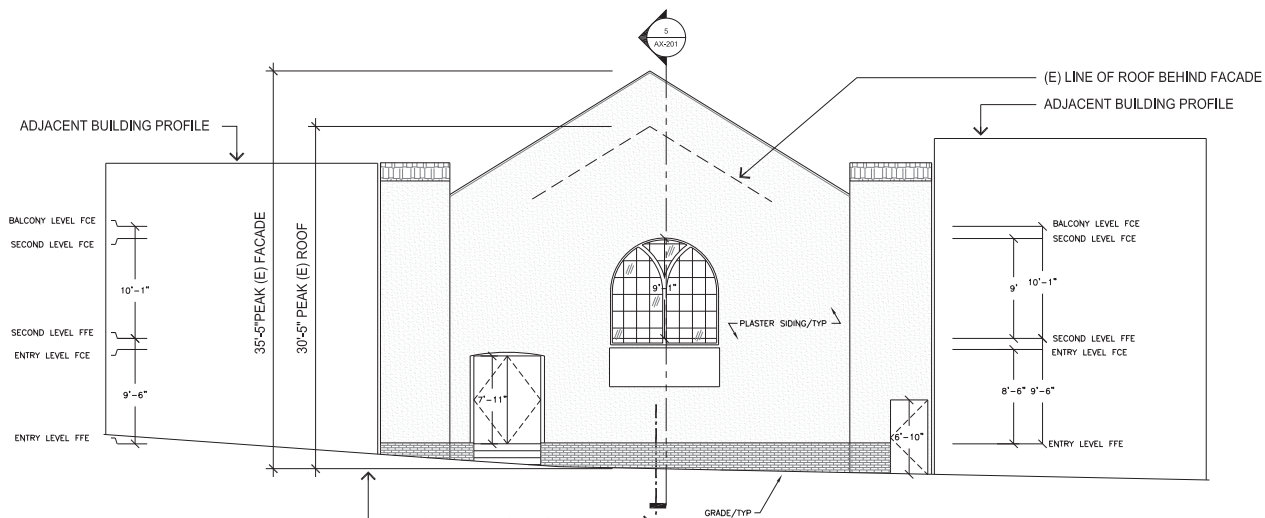 5
AX-201
(E) LINE OF ROOF BEHIND FACADE
ADJACENT BUILDING PROFILE
ADJACENT BUILDING PROFILE
BALCONY LEVEL FCE
SECOND LEVEL FCE
10'-1"
SECOND LEVEL FFE
ENTRY LEVEL FCE
9'-6"
ENTRY LEVEL FFE
35'-5"PEAK (E) FACADE
30'-5" PEAK (E) ROOF
9'-1"
PLASTER SIDING/TYP
7'-11"
6'-10"
BALCONY LEVEL FCE
SECOND LEVEL FCE
9'
10'-1"
SECOND LEVEL FFE
ENTRY LEVEL FCE
8'-6"
9'-6"
ENTRY LEVEL FFE
GRADE/TYP